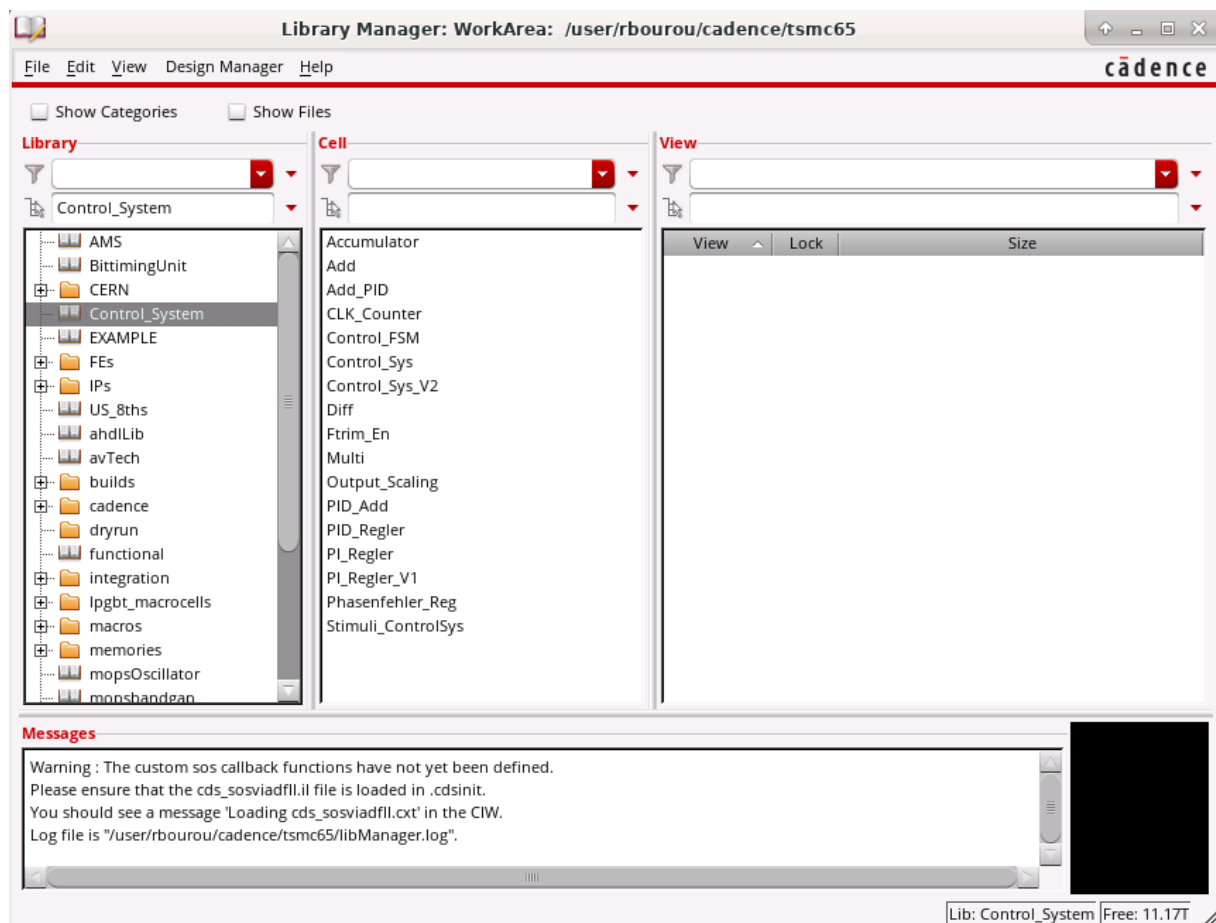 Library Manager: WorkArea: /user/rbourou/cadence/tsmc65
File Edit View Design Manager Help
cādence
Show Categories Show Files
Library
Control_System
AMS
BittimingUnit
CERN
Control_System
EXAMPLE
FEs
IPs
US_8ths
ahdlLib
avTech
builds
cadence
dryrun
functional
integration
lpgbt_macrocells
macros
memories
mopsOscillator
mopsbandgap
Cell
Accumulator
Add
Add_PID
CLK_Counter
Control_FSM
Control_Sys
Control_Sys_V2
Diff
Ftrim_En
Multi
Output_Scaling
PID_Add
PID_Regler
PI_Regler
PI_Regler_V1
Phasenfehler_Reg
Stimuli_ControlSys
View
View Lock Size
Messages
Warning : The custom sos callback functions have not yet been defined.
Please ensure that the cds_sosviadfll.il file is loaded in .cdsinit.
You should see a message 'Loading cds_sosviadfll.cxt' in the CIW.
Log file is "/user/rbourou/cadence/tsmc65/libManager.log".
Lib: Control_System Free: 11.17T